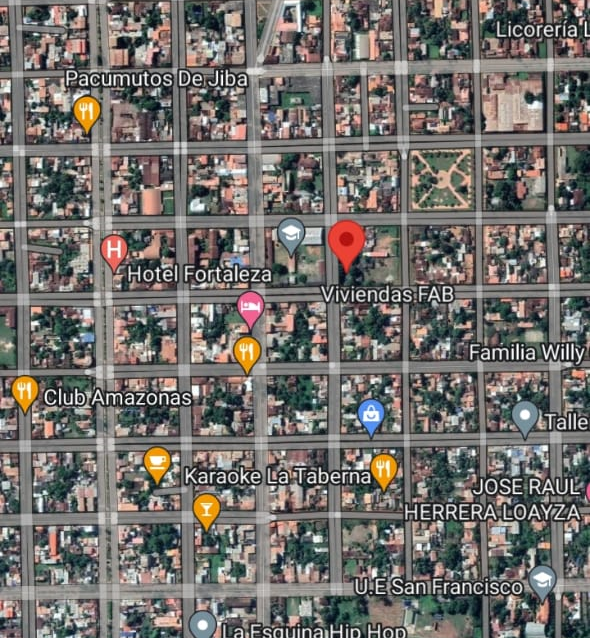 Licorería L
Pacumutos De Jiba
H
Hotel Fortaleza
Viviendas FAB
Familia Willy
Club Amazonas
Talle
Karaoke La Taberna
JOSE RAUL
HERRERA LOAYZA
U.E San Francisco
La Esquina Hip Hop